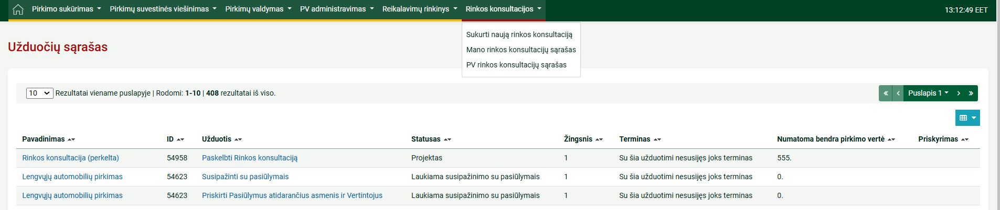 Pirkimo sukūrimas Pirkimų suvestinės viešinimas Pirkimų valdymas PV administravimas Reikalavimų rinkinys Rinkos konsultacijos 13:12:49 EET
Sukurti naują rinkos konsultaciją
Mano rinkos konsultacijų sąrašas
PV rinkos konsultacijų sąrašas
Užduočių sąrašas
10 Rezultatai viename puslapyje | Rodomi: 1-10 | 408 rezultatai iš viso. « ‹ Puslapis 1 › »
Pavadinimas ID Užduotis Statusas Žingsnis Terminas Numatoma bendra pirkimo vertė Priskyrimas
Rinkos konsultacija (perkelta) 54958 Paskelbti Rinkos konsultaciją Projektas 1 Su šia užduotimi nesusijęs joks terminas 555.
Lengvųjų automobilių pirkimas 54623 Susipažinti su pasiūlymais Laukiama susipažinimo su pasiūlymais 1 Su šia užduotimi nesusijęs joks terminas 0.
Lengvųjų automobilių pirkimas 54623 Priskirti Pasiūlymus atidarančius asmenis ir Vertintojus Laukiama susipažinimo su pasiūlymais 1 Su šia užduotimi nesusijęs joks terminas 0.